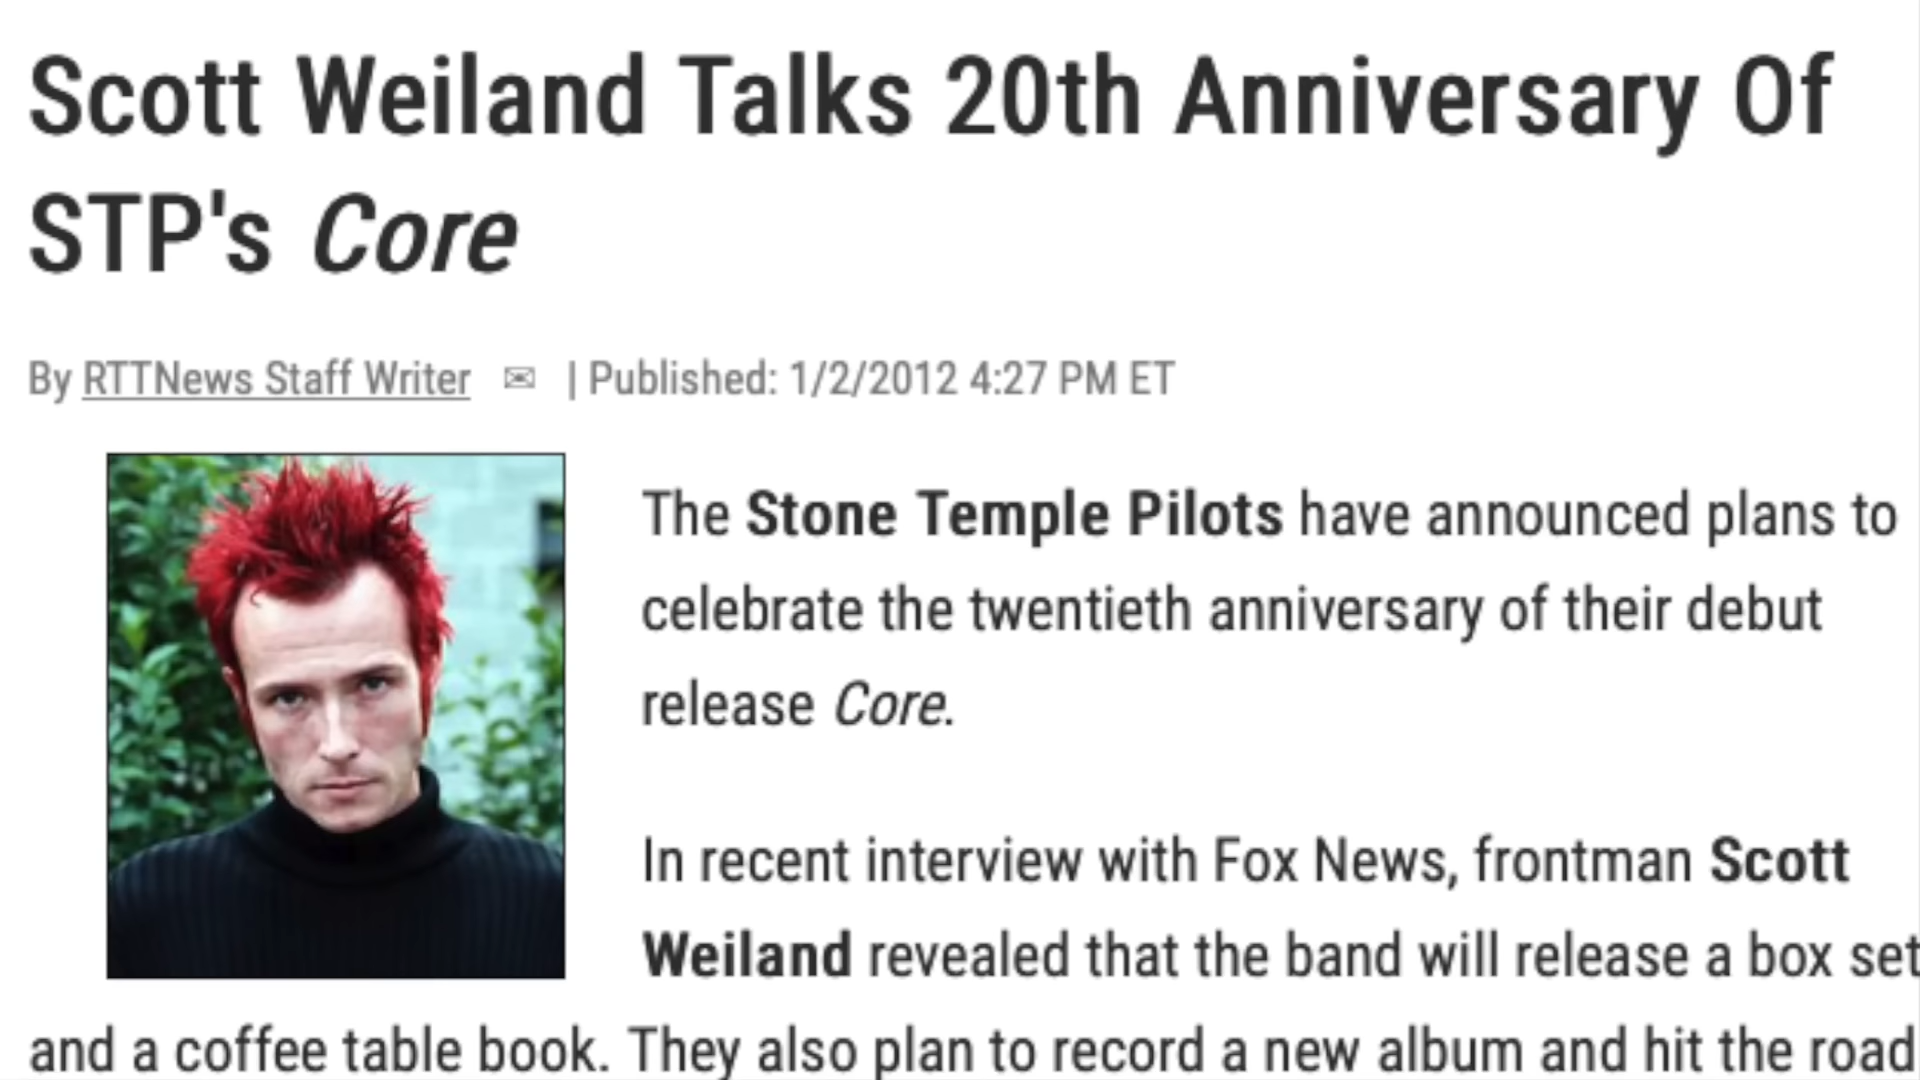 Scott Weiland Talks 20th Anniversary Of
STP's Core
By RTTNews Staff Writer ✉ | Published: 1/2/2012 4:27 PM ET
The Stone Temple Pilots have announced plans to
celebrate the twentieth anniversary of their debut
release Core.
In recent interview with Fox News, frontman Scott
Weiland revealed that the band will release a box set
and a coffee table book. They also plan to record a new album and hit the road